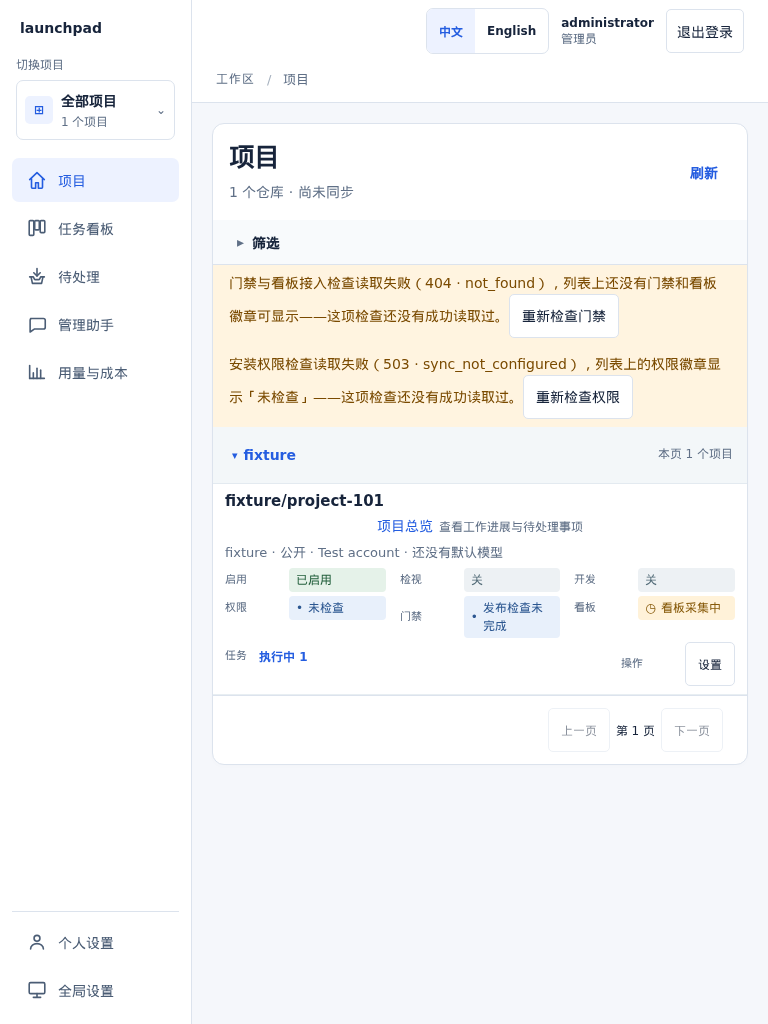 launchpad
切换项目
全部项目
1 个项目
项目
任务看板
待处理
管理助手
用量与成本
个人设置
全局设置
中文 English administrator 管理员 退出登录
工作区 / 项目
项目
1 个仓库 · 尚未同步
刷新
▸ 筛选
门禁与看板接入检查读取失败（404 · not_found），列表上还没有门禁和看板
徽章可显示——这项检查还没有成功读取过。 重新检查门禁
安装权限检查读取失败（503 · sync_not_configured），列表上的权限徽章显
示「未检查」——这项检查还没有成功读取过。 重新检查权限
▾ fixture 本页 1 个项目
fixture/project-101
项目总览 查看工作进展与待处理事项
fixture · 公开 · Test account · 还没有默认模型
启用 已启用 检视 关 开发 关
权限 • 未检查 门禁 • 发布检查未
完成 看板 ◷ 看板采集中
任务 执行中 1 操作 设置
上一页 第 1 页 下一页